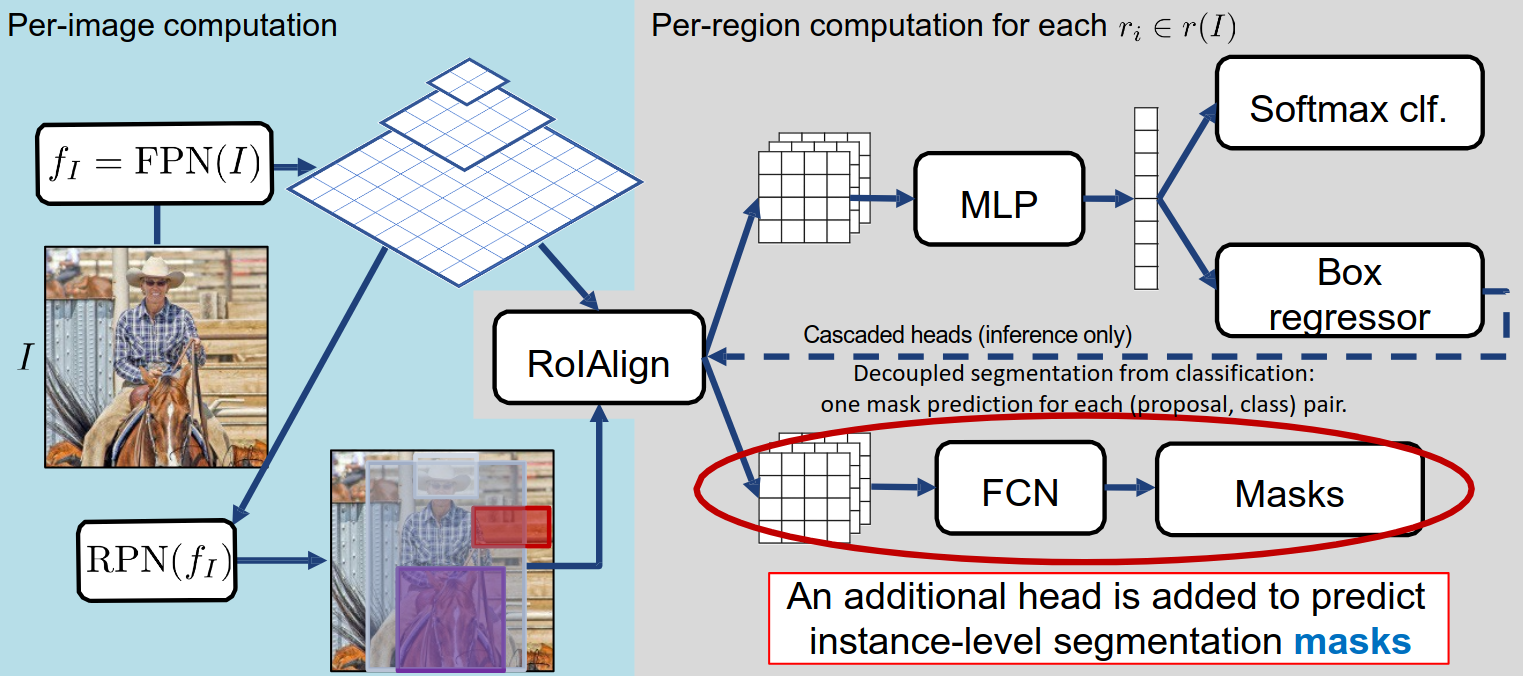 Per-image computation
Per-region computation for each $r_i \in r(I)$
$f_I = \mathrm{FPN}(I)$
Softmax clf.
MLP
Box
regressor
$I$
RoIAlign
Cascaded heads (inference only)
Decoupled segmentation from classification:
one mask prediction for each (proposal, class) pair.
FCN
Masks
$\mathrm{RPN}(f_I)$
An additional head is added to predict
instance-level segmentation masks